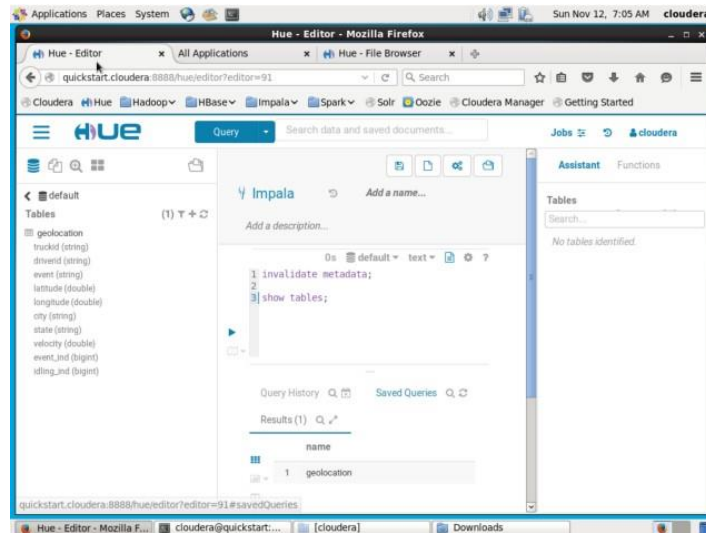 Applications Places System Sun Nov 12, 7:05 AM cloudera
Hue - Editor - Mozilla Firefox
Hue - Editor x All Applications x Hue - File Browser x
quickstart.cloudera:8888/hue/editor?editor=91 Search
Cloudera Hue Hadoop HBase Impala Spark Solr Oozie Cloudera Manager Getting Started
HUE Query Search data and saved documents... Jobs cloudera
default
Tables (1)
geolocation
truckid (string)
driverid (string)
event (string)
latitude (double)
longitude (double)
city (string)
state (string)
velocity (double)
event_ind (bigint)
idling_ind (bigint)
Impala Add a name...
Add a description...
0s default text ?
1 invalidate metadata;
2
3 show tables;
Query History Saved Queries
Results (1)
name
1 geolocation
Assistant Functions
Tables
Search...
No tables identified.
quickstart.cloudera:8888/hue/editor?editor=91#savedQueries
Hue - Editor - Mozilla F... cloudera@quickstart:... [cloudera] Downloads